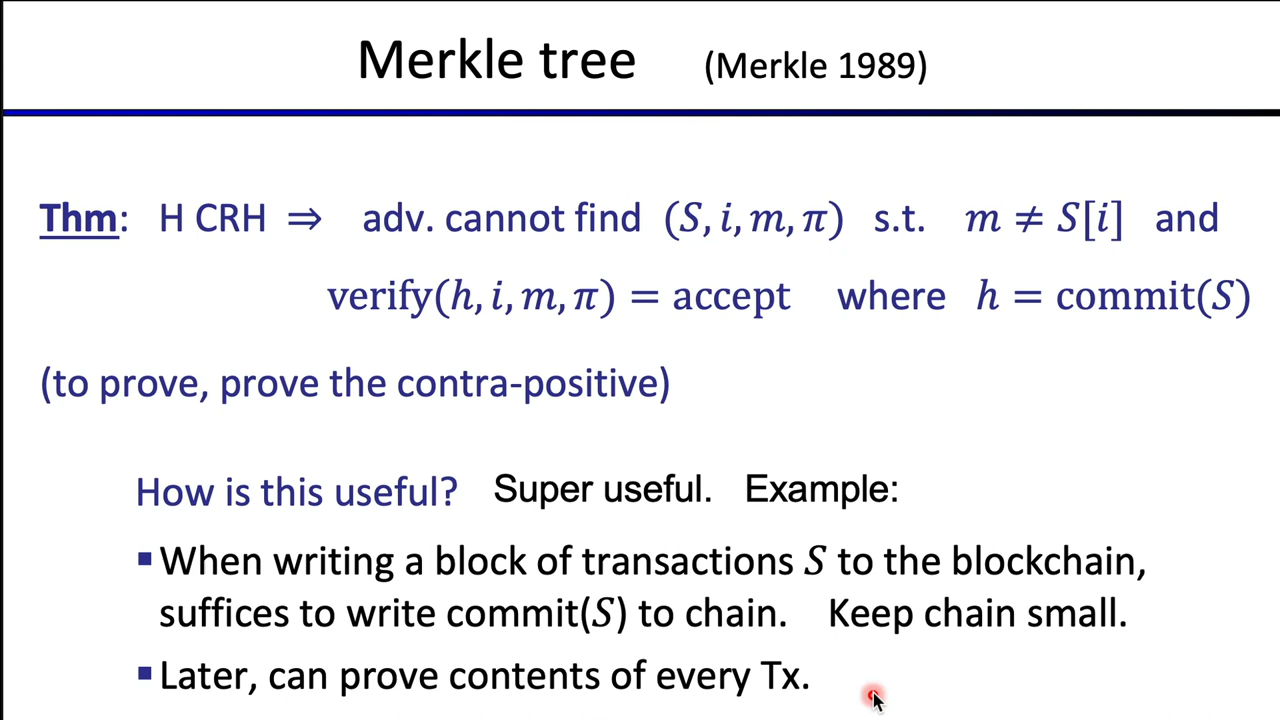 Merkle tree (Merkle 1989)
Thm: H CRH ⇒ adv. cannot find (S, i, m, π) s.t. m ≠ S[i] and
verify(h, i, m, π) = accept where h = commit(S)
(to prove, prove the contra-positive)
How is this useful? Super useful. Example:
▪ When writing a block of transactions S to the blockchain,
suffices to write commit(S) to chain. Keep chain small.
▪ Later, can prove contents of every Tx.